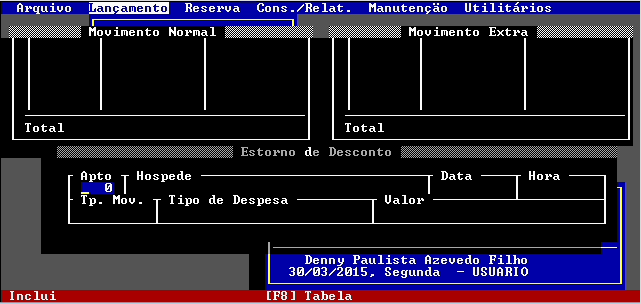 Arquivo Lançamento Reserva Cons./Relat. Manutenção Utilitários
Movimento Normal Movimento Extra
Total Total
Estorno de Desconto
Apto Hospede Data Hora
0
Tp. Mov. Tipo de Despesa Valor
Denny Paulista Azevedo Filho
30/03/2015, Segunda - USUARIO
Inclui [F8] Tabela